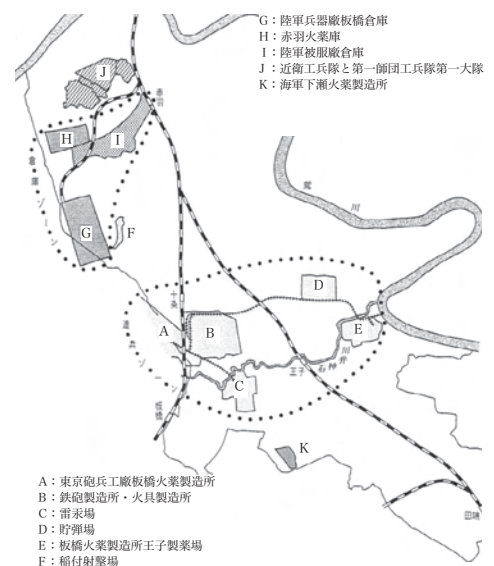 G：陸軍兵器廠板橋倉庫
H：赤羽火薬庫
I：陸軍被服廠倉庫
J：近衛工兵隊と第一師団工兵隊第一大隊
K：海軍下瀬火薬製造所
J
赤羽
H
I
倉庫ゾーン
G
F
荒
川
十条
D
A
B
E
造兵ゾーン
石神井川
王子
C
板橋
K
田端
A：東京砲兵工廠板橋火薬製造所
B：鉄砲製造所・火具製造所
C：雷汞場
D：貯弾場
E：板橋火薬製造所王子製薬場
F：稲付射撃場